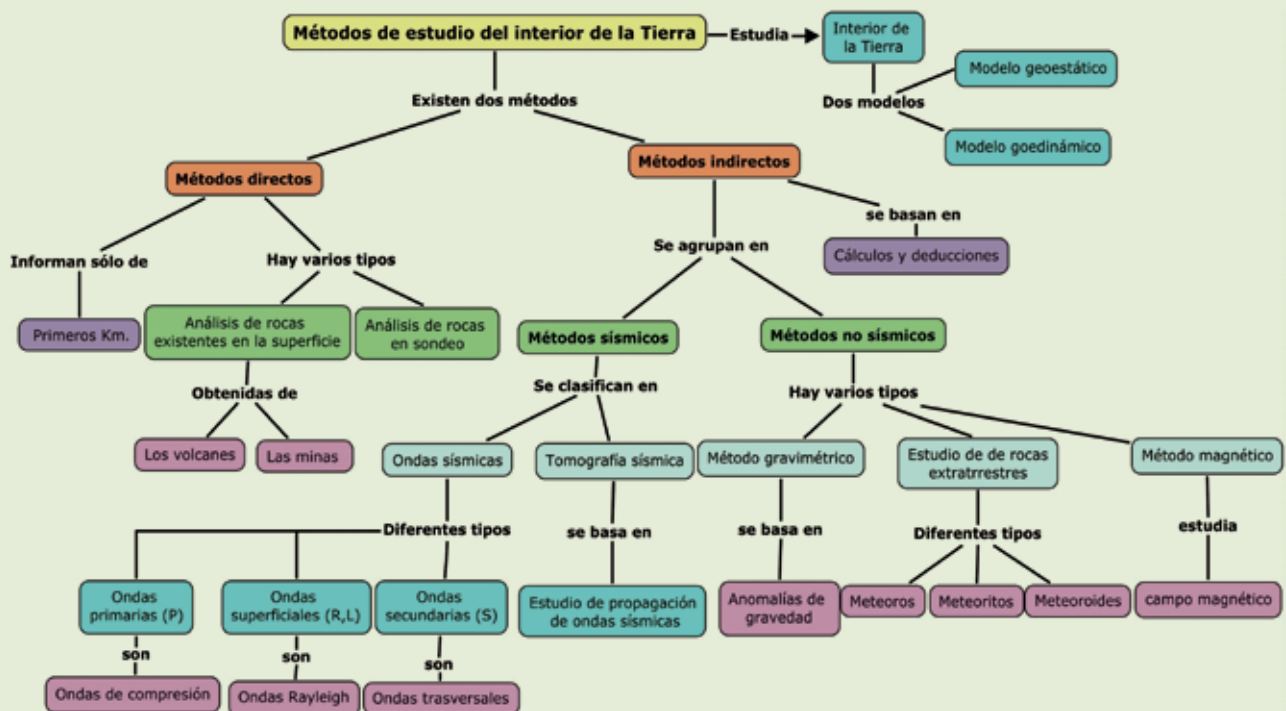 Métodos de estudio del interior de la Tierra
Estudia
Interior de
la Tierra
Modelo geoestático
Dos modelos
Modelo goedinámico
Existen dos métodos
Métodos directos
Métodos indirectos
se basan en
Cálculos y deducciones
Informan sólo de
Hay varios tipos
Se agrupan en
Primeros Km.
Análisis de rocas
existentes en la superficie
Análisis de rocas
en sondeo
Métodos sísmicos
Métodos no sísmicos
Obtenidas de
Se clasifican en
Hay varios tipos
Los volcanes
Las minas
Ondas sísmicas
Tomografía sísmica
Método gravimétrico
Estudio de de rocas
extratrrestres
Método magnético
Diferentes tipos
se basa en
se basa en
Diferentes tipos
estudia
Ondas
primarias (P)
Ondas
superficiales (R,L)
Ondas
secundarias (S)
Estudio de propagación
de ondas sísmicas
Anomalías de
gravedad
Meteoros
Meteoritos
Meteoroides
campo magnético
son
son
son
Ondas de compresión
Ondas Rayleigh
Ondas trasversales